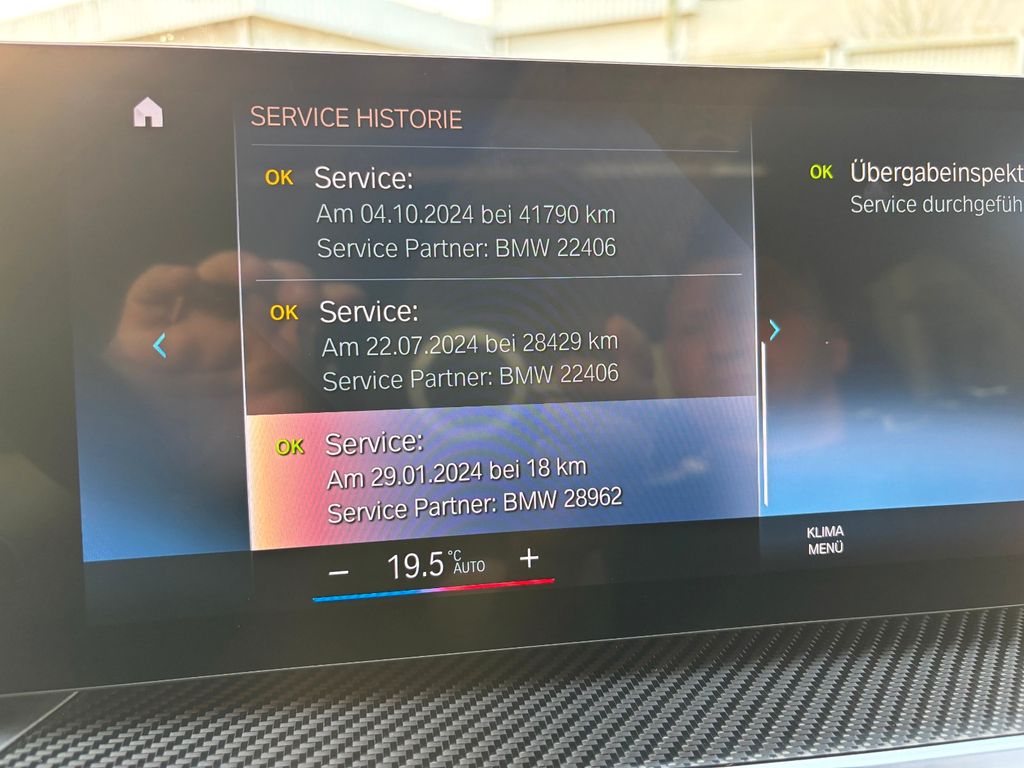 SERVICE HISTORIE
OK Service:
Am 04.10.2024 bei 41790 km
Service Partner: BMW 22406
OK Service:
Am 22.07.2024 bei 28429 km
Service Partner: BMW 22406
OK Service:
Am 29.01.2024 bei 18 km
Service Partner: BMW 28962
OK Übergabeinspekt
Service durchgefüh
− 19.5 °C AUTO +
KLIMA
MENÜ